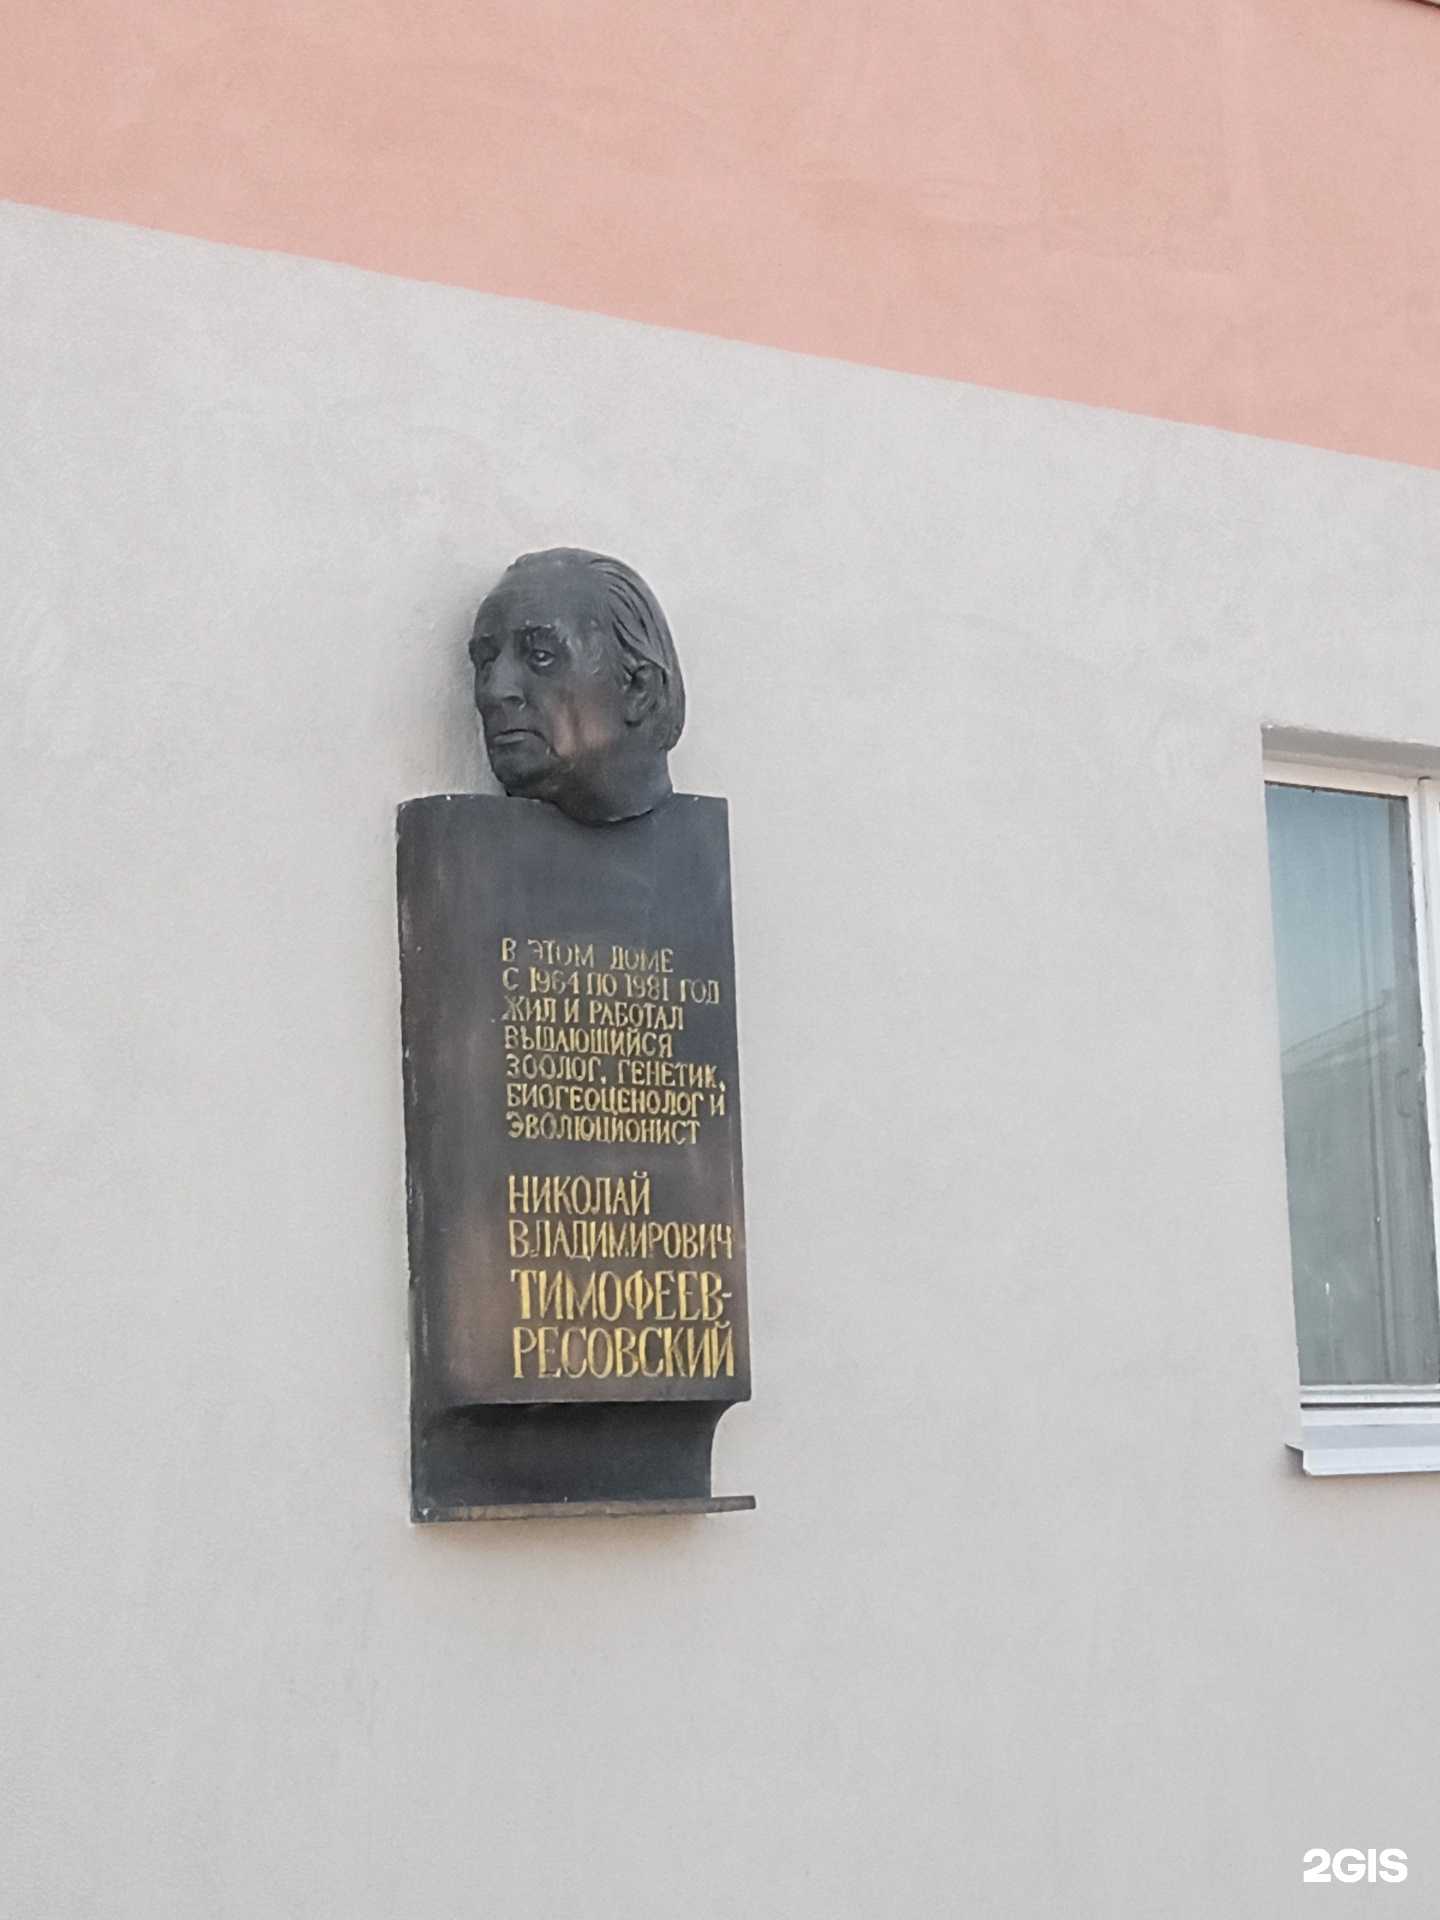 В ЭТОМ ДОМЕ
С 1964 ПО 1981 ГОД
ЖИЛ И РАБОТАЛ
ВЫДАЮЩИЙСЯ
ЗООЛОГ, ГЕНЕТИК,
БИОГЕОЦЕНОЛОГ И
ЭВОЛЮЦИОНИСТ
НИКОЛАЙ
ВЛАДИМИРОВИЧ
ТИМОФЕЕВ-
РЕСОВСКИЙ
2GIS